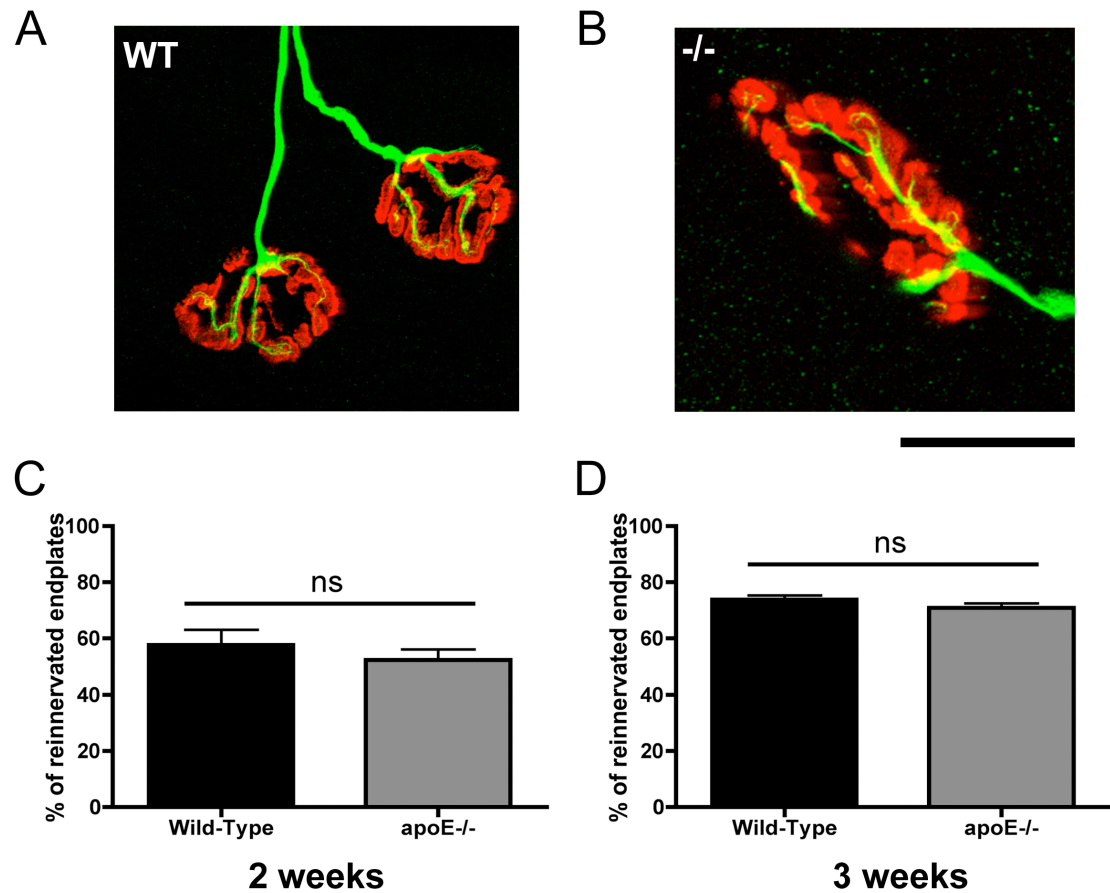 A
WT
B
-/-
C
% of reinnervated endplates
100
80
60
40
20
0
ns
Wild-Type
apoE-/-
2 weeks
D
% of reinnervated endplates
100
80
60
40
20
0
ns
Wild-Type
apoE-/-
3 weeks